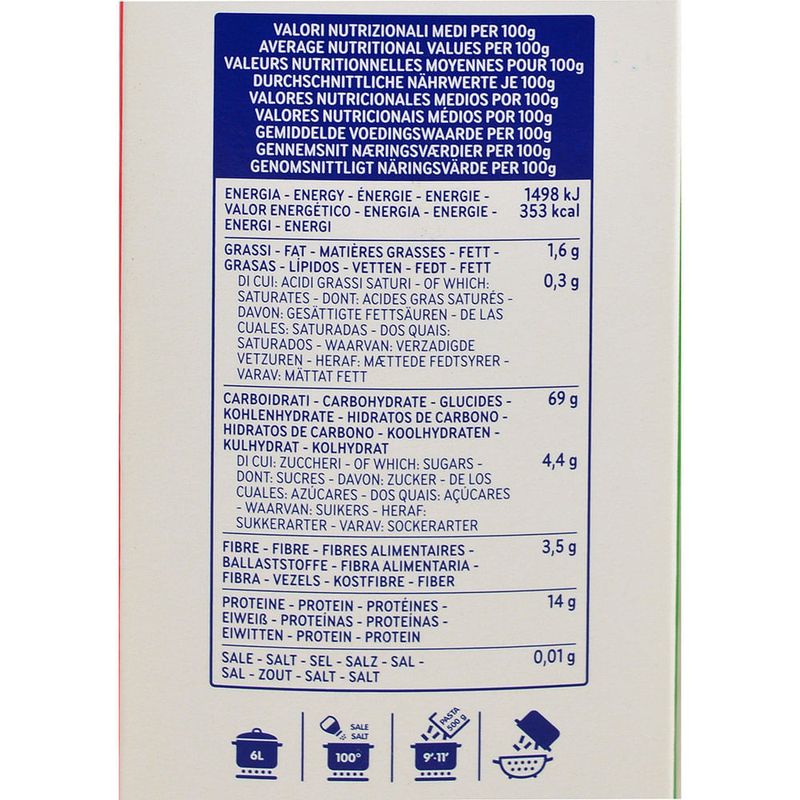 VALORI NUTRIZIONALI MEDI PER 100g
AVERAGE NUTRITIONAL VALUES PER 100g
VALEURS NUTRITIONNELLES MOYENNES POUR 100g
DURCHSCHNITTLICHE NÄHRWERTE JE 100g
VALORES NUTRICIONALES MEDIOS POR 100g
VALORES NUTRICIONAIS MÉDIOS POR 100g
GEMIDDELDE VOEDINGSWAARDE PER 100g
GENNEMSNIT NÆRINGSVÆRDIER PER 100g
GENOMSNITTLIGT NÄRINGSVÄRDE PER 100g
ENERGIA - ENERGY - ÉNERGIE - ENERGIE - 1498 kJ
VALOR ENERGÉTICO - ENERGIA - ENERGIE - 353 kcal
ENERGI - ENERGI
GRASSI - FAT - MATIÈRES GRASSES - FETT - 1,6 g
GRASAS - LÍPIDOS - VETTEN - FEDT - FETT
DI CUI: ACIDI GRASSI SATURI - OF WHICH: 0,3 g
SATURATES - DONT: ACIDES GRAS SATURÉS -
DAVON: GESÄTTIGTE FETTSÄUREN - DE LAS
CUALES: SATURADAS - DOS QUAIS:
SATURADOS - WAARVAN: VERZADIGDE
VETZUREN - HERAF: MÆTTEDE FEDTSYRER -
VARAV: MÄTTAT FETT
CARBOIDRATI - CARBOHYDRATE - GLUCIDES - 69 g
KOHLENHYDRATE - HIDRATOS DE CARBONO -
HIDRATOS DE CARBONO - KOOLHYDRATEN -
KULHYDRAT - KOLHYDRAT
DI CUI: ZUCCHERI - OF WHICH: SUGARS - 4,4 g
DONT: SUCRES - DAVON: ZUCKER - DE LOS
CUALES: AZÚCARES - DOS QUAIS: AÇÚCARES
- WAARVAN: SUIKERS - HERAF:
SUKKERARTER - VARAV: SOCKERARTER
FIBRE - FIBRE - FIBRES ALIMENTAIRES - 3,5 g
BALLASTSTOFFE - FIBRA ALIMENTARIA -
FIBRA - VEZELS - KOSTFIBRE - FIBER
PROTEINE - PROTEIN - PROTÉINES - 14 g
EIWEIß - PROTEÍNAS - PROTEÍNAS -
EIWITTEN - PROTEIN - PROTEIN
SALE - SALT - SEL - SALZ - SAL - 0,01 g
SAL - ZOUT - SALT - SALT
6L
SALE
SALT
100°
PASTA
500 g
9'-11'